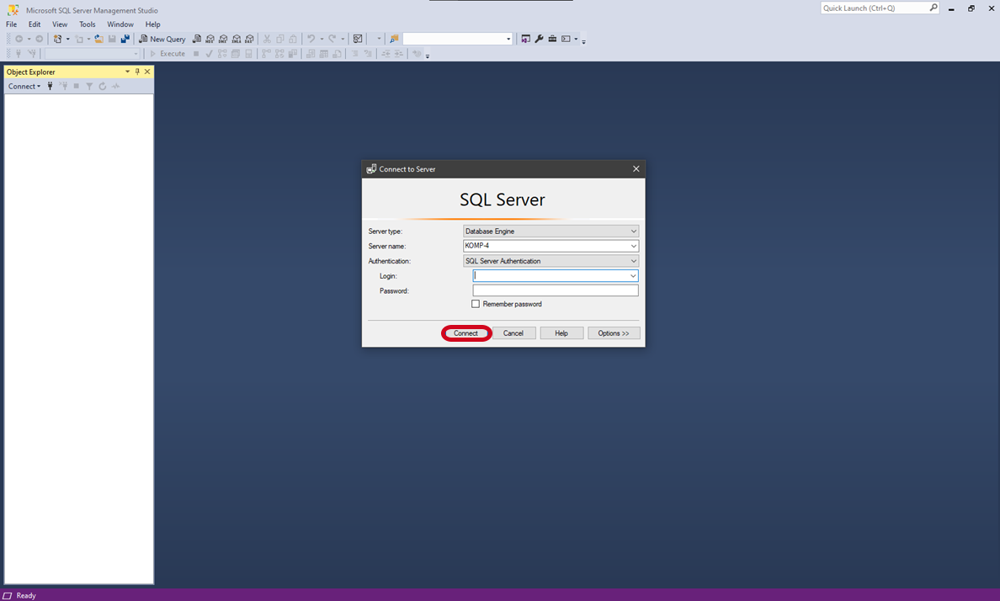 Microsoft SQL Server Management Studio
Quick Launch (Ctrl+Q)
File Edit View Tools Window Help
New Query
Execute
Object Explorer
Connect
Connect to Server
SQL Server
Server type: Database Engine
Server name: KOMP-4
Authentication: SQL Server Authentication
Login:
Password:
Remember password
Connect Cancel Help Options >>
Ready